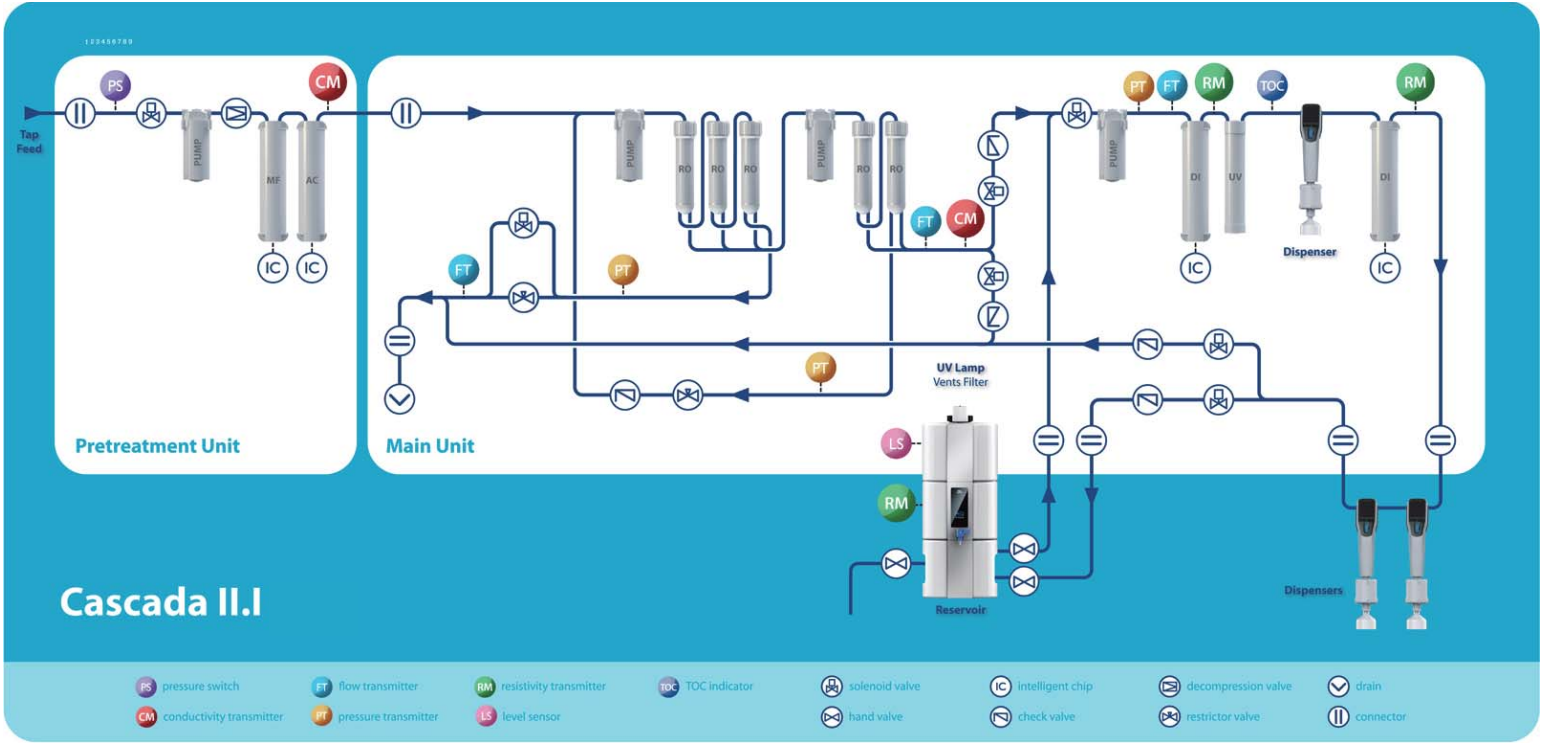 123456789
PS
CM
Tap
Feed
PUMP
MF
AC
IC
IC
Pretreatment Unit
PUMP
RO
RO
RO
PUMP
RO
RO
FT
CM
FT
PT
PT
PUMP
PT
FT
RM
TOC
RM
DI
UV
DI
Dispenser
IC
IC
Main Unit
UV Lamp
Vents Filter
LS
RM
Reservoir
Dispensers
Cascada II.I
PS pressure switch
FT flow transmitter
RM resistivity transmitter
TOC TOC indicator
solenoid valve
IC intelligent chip
decompression valve
drain
CM conductivity transmitter
PT pressure transmitter
LS level sensor
hand valve
check valve
restrictor valve
connector